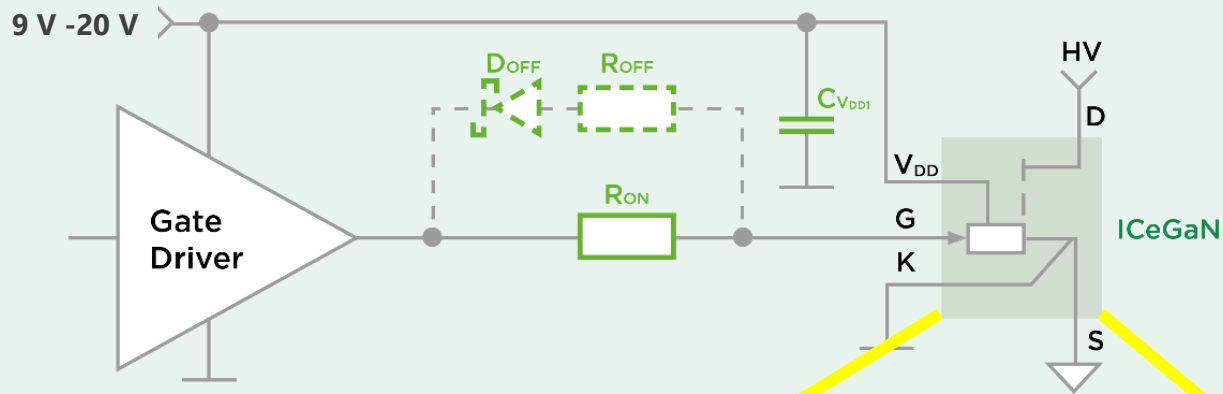 9 V -20 V
HV
DOFF
ROFF
CVDD1
D
VDD
RON
Gate
Driver
G
ICeGaN
K
S